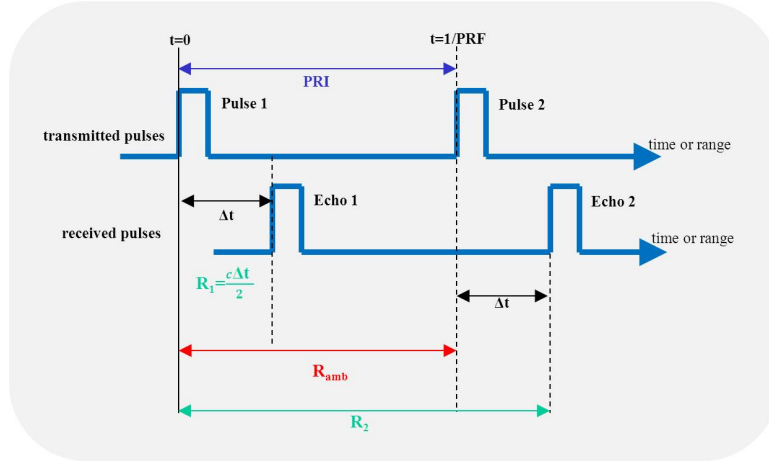 t=0
t=1/PRF
PRI
Pulse 1
Pulse 2
transmitted pulses
time or range
Echo 1
Echo 2
Δt
received pulses
time or range
R₁=cΔt/2
Δt
Rₐₘb
R₂